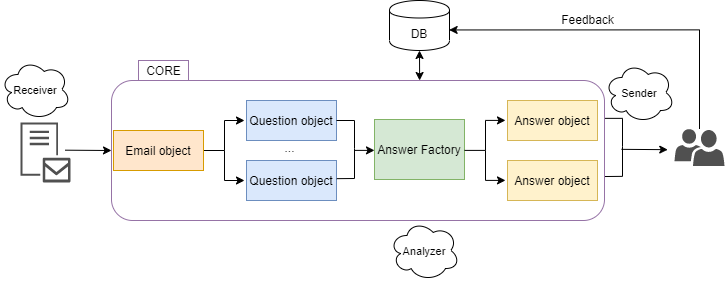 Feedback
DB
CORE
Receiver
Sender
Question object
Answer object
Email object
...
Answer Factory
Question object
Answer object
Analyzer